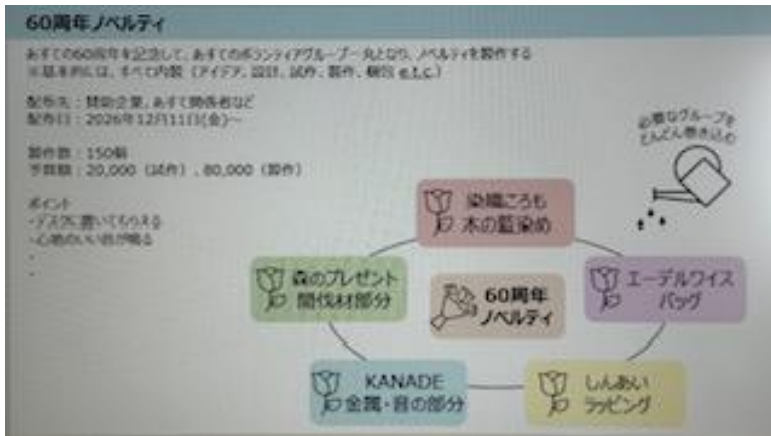 60周年ノベルティ
あすての60周年を記念して、あすてのボランティアグループ一丸となり、ノベルティを製作する
※基本的には、すべて内製（アイデア、設計、試作、製作、梱包 e.t.c.）
配布先：賛助企業、あすて関係者など
配布日：2026年12月11日(金)～
製作数：150個
予算額：20,000（試作）、80,000（製作）
ポイント
・デスクに置いてもらえる
・心地のいい音が鳴る
・
・
必要なグループを
どんどん巻き込む
染織ころも
木の藍染め
森のプレゼント
間伐材部分
60周年
ノベルティ
エーデルワイス
バッグ
KANADE
金属・音の部分
しんあい
ラッピング